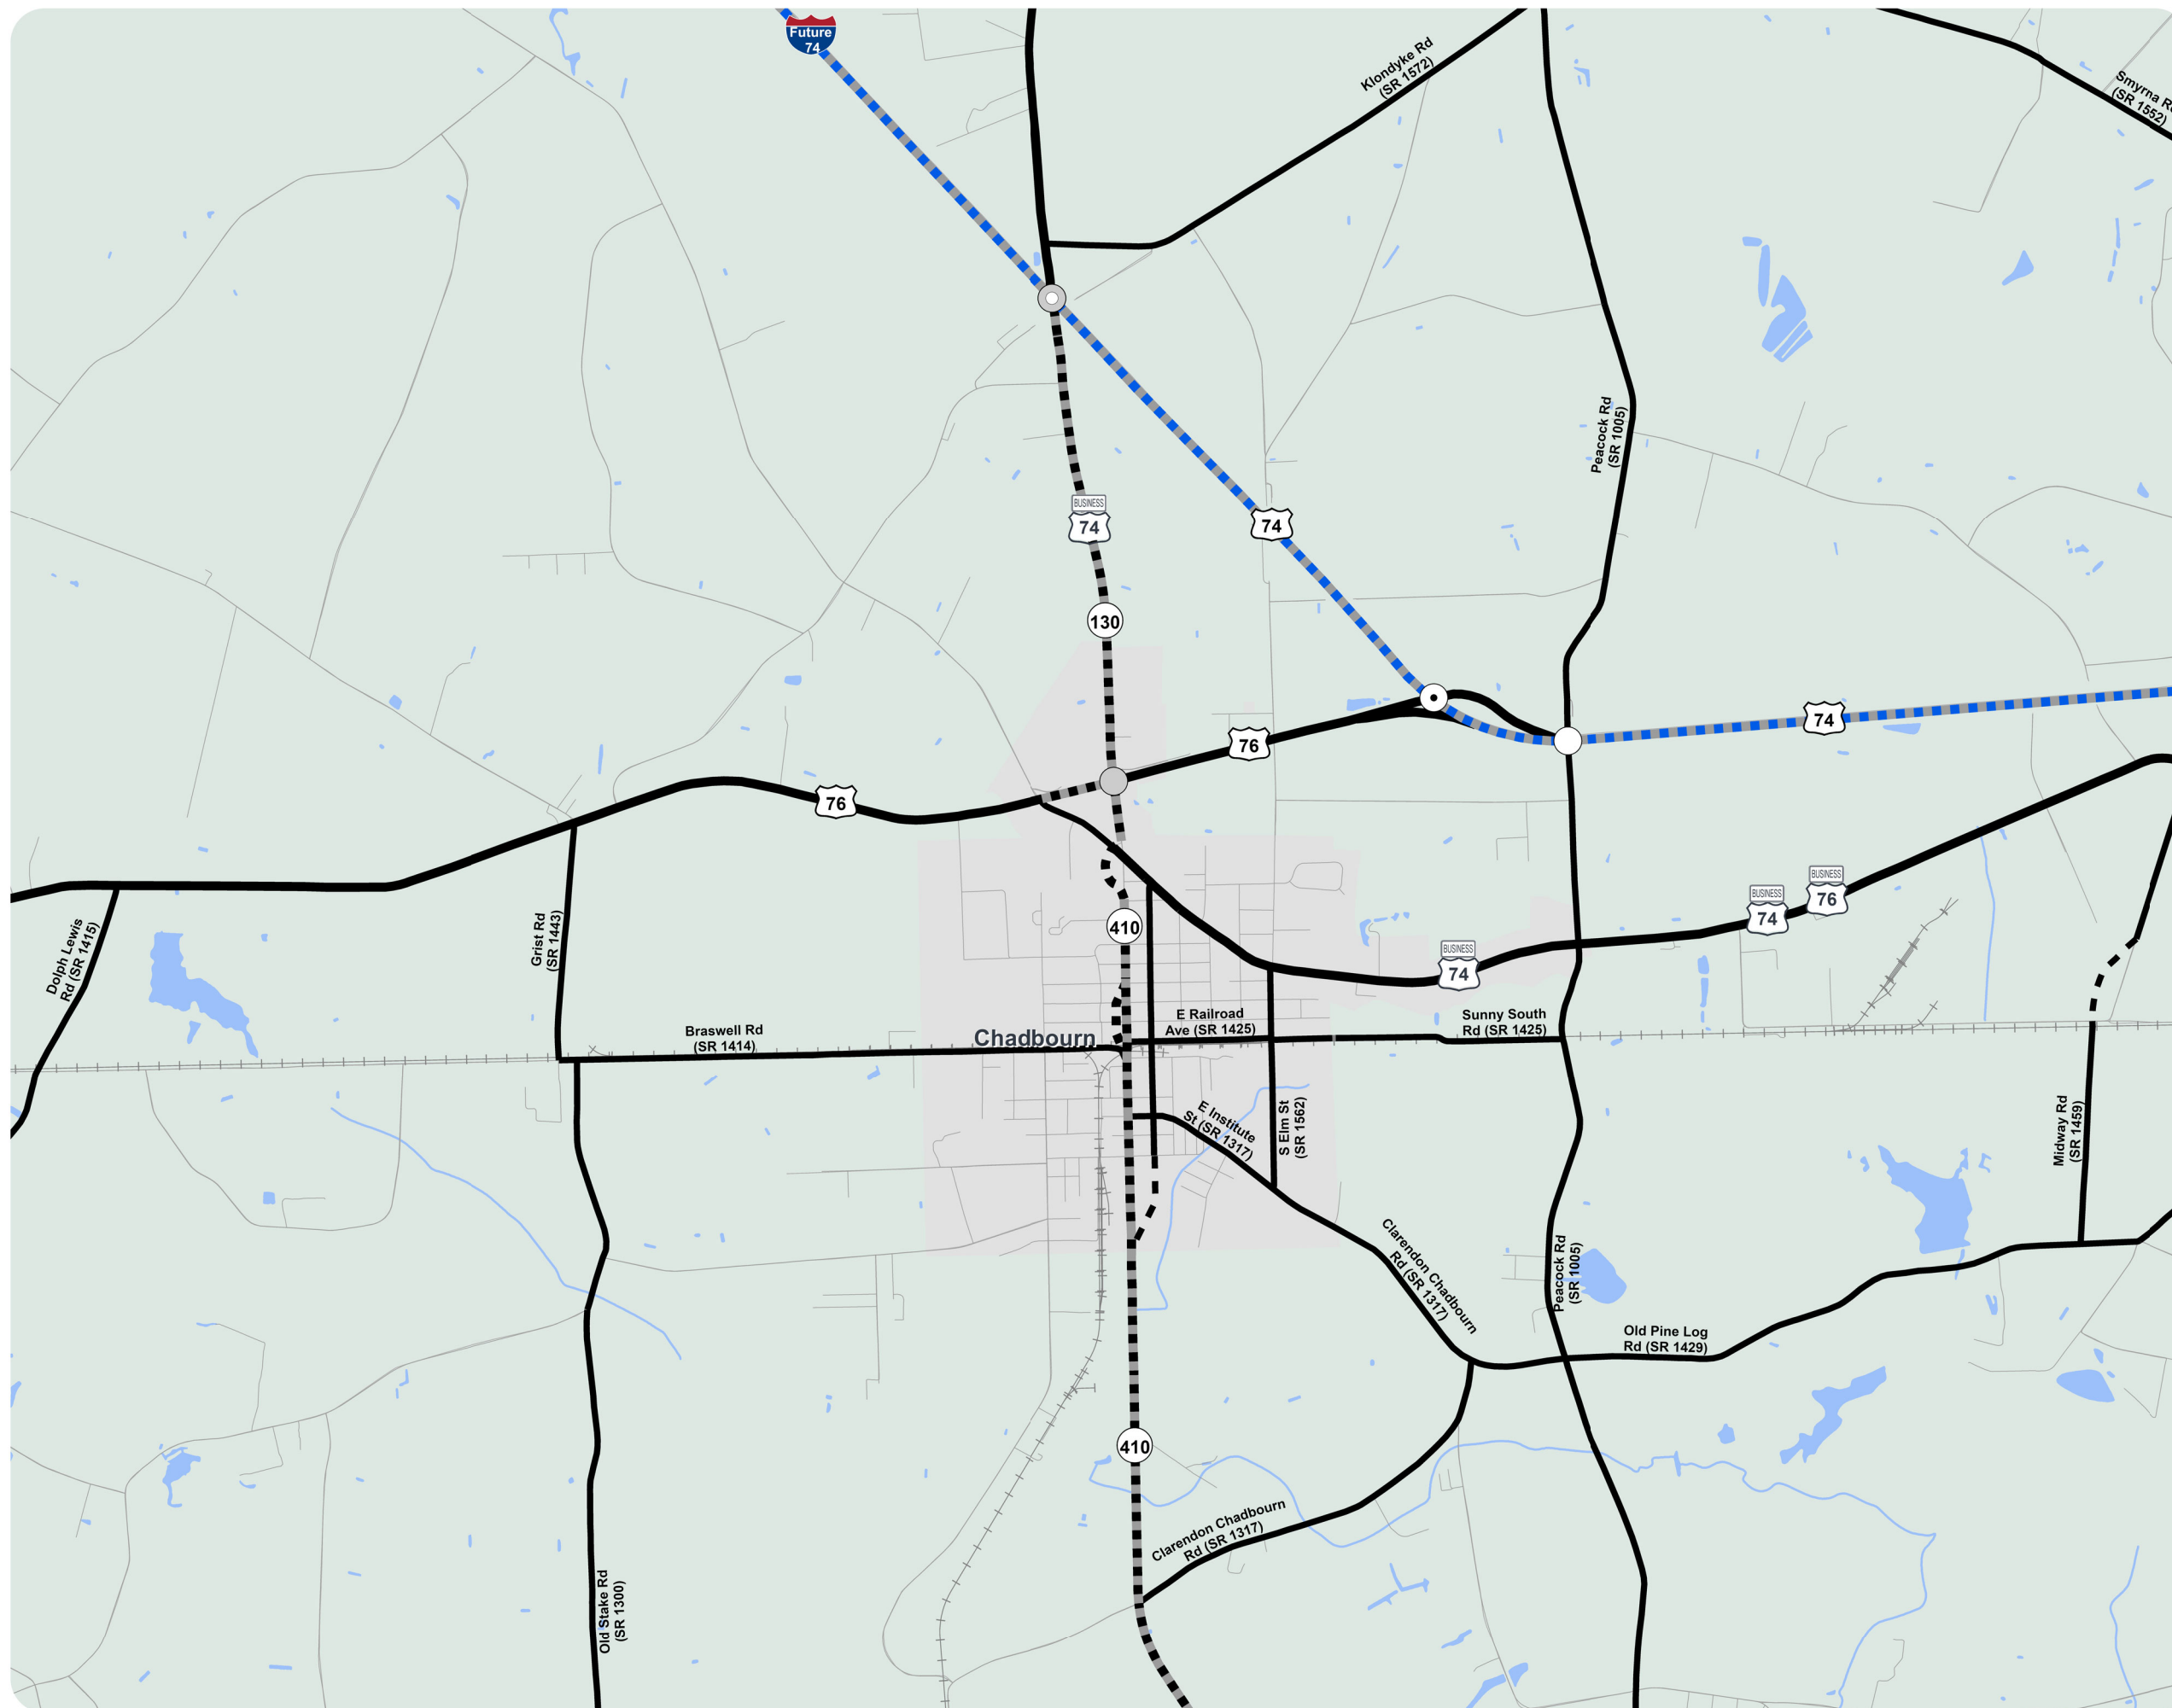 Future
74
Klondyke Rd
(SR 1572)
Smyrna Rd
(SR 1552)
Peacock Rd
(SR 1005)
BUSINESS
74
74
130
74
76
76
BUSINESS
76
BUSINESS
74
BUSINESS
74
410
Dolph Lewis
Rd (SR 1415)
Grist Rd
(SR 1443)
Braswell Rd
(SR 1414)
Chadbourn
E Railroad
Ave (SR 1425)
Sunny South
Rd (SR 1425)
E Institute
St (SR 1317)
S Elm St
(SR 1562)
Midway Rd
(SR 1459)
Clarendon Chadbourn
Rd (SR 1317)
Peacock Rd
(SR 1005)
Old Pine Log
Rd (SR 1429)
410
Clarendon Chadbourn
Rd (SR 1317)
Old Stake Rd
(SR 1300)